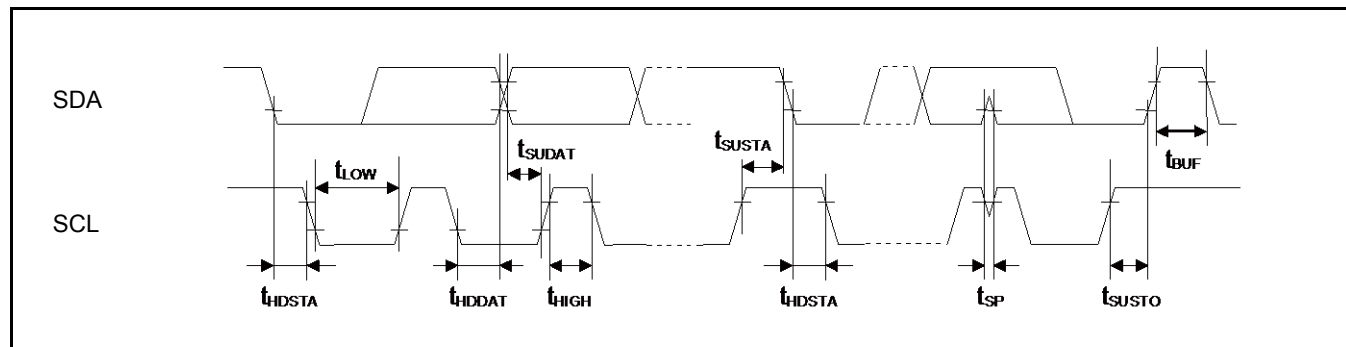 SDA
tSUDAT
tSUSTA
tBUF
tLOW
SCL
tHDSTA
tHDDAT
tHIGH
tHDSTA
tSP
tSUSTO